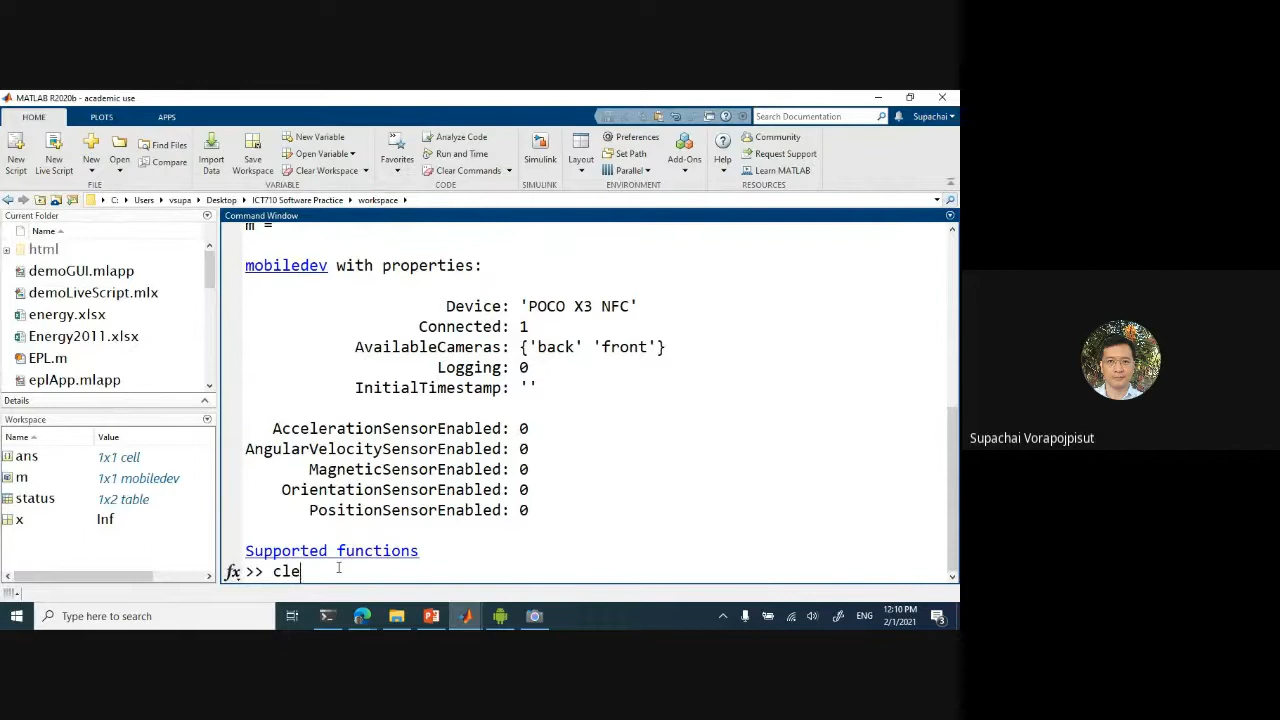 MATLAB R2020b - academic use
HOME PLOTS APPS
Search Documentation
Supachai
New Script
New Live Script
New
Open
Find Files
Compare
Import Data
Save Workspace
New Variable
Open Variable
Clear Workspace
Favorites
Analyze Code
Run and Time
Clear Commands
Simulink
Layout
Preferences
Set Path
Parallel
Add-Ons
Help
Community
Request Support
Learn MATLAB
FILE VARIABLE CODE SIMULINK ENVIRONMENT RESOURCES
C: Users vsupa Desktop ICT710 Software Practice workspace
Current Folder
Name
html
demoGUI.mlapp
demoLiveScript.mlx
energy.xlsx
Energy2011.xlsx
EPL.m
eplApp.mlapp
Details
Workspace
Name Value
ans 1x1 cell
m 1x1 mobiledev
status 1x2 table
x Inf
Command Window
m =
mobiledev with properties:
Device: 'POCO X3 NFC'
Connected: 1
AvailableCameras: {'back' 'front'}
Logging: 0
InitialTimestamp: ''
AccelerationSensorEnabled: 0
AngularVelocitySensorEnabled: 0
MagneticSensorEnabled: 0
OrientationSensorEnabled: 0
PositionSensorEnabled: 0
Supported functions
fx >> cle
Type here to search
ENG
12:10 PM
2/1/2021
3
Supachai Vorapojpisut